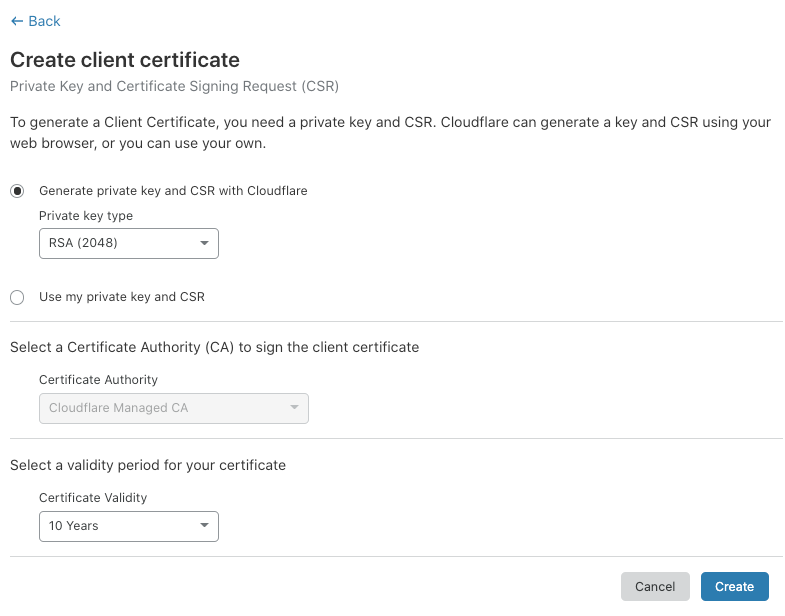 ← Back
Create client certificate
Private Key and Certificate Signing Request (CSR)
To generate a Client Certificate, you need a private key and CSR. Cloudflare can generate a key and CSR using your
web browser, or you can use your own.
Generate private key and CSR with Cloudflare
Private key type
RSA (2048)
Use my private key and CSR
Select a Certificate Authority (CA) to sign the client certificate
Certificate Authority
Cloudflare Managed CA
Select a validity period for your certificate
Certificate Validity
10 Years
Cancel Create